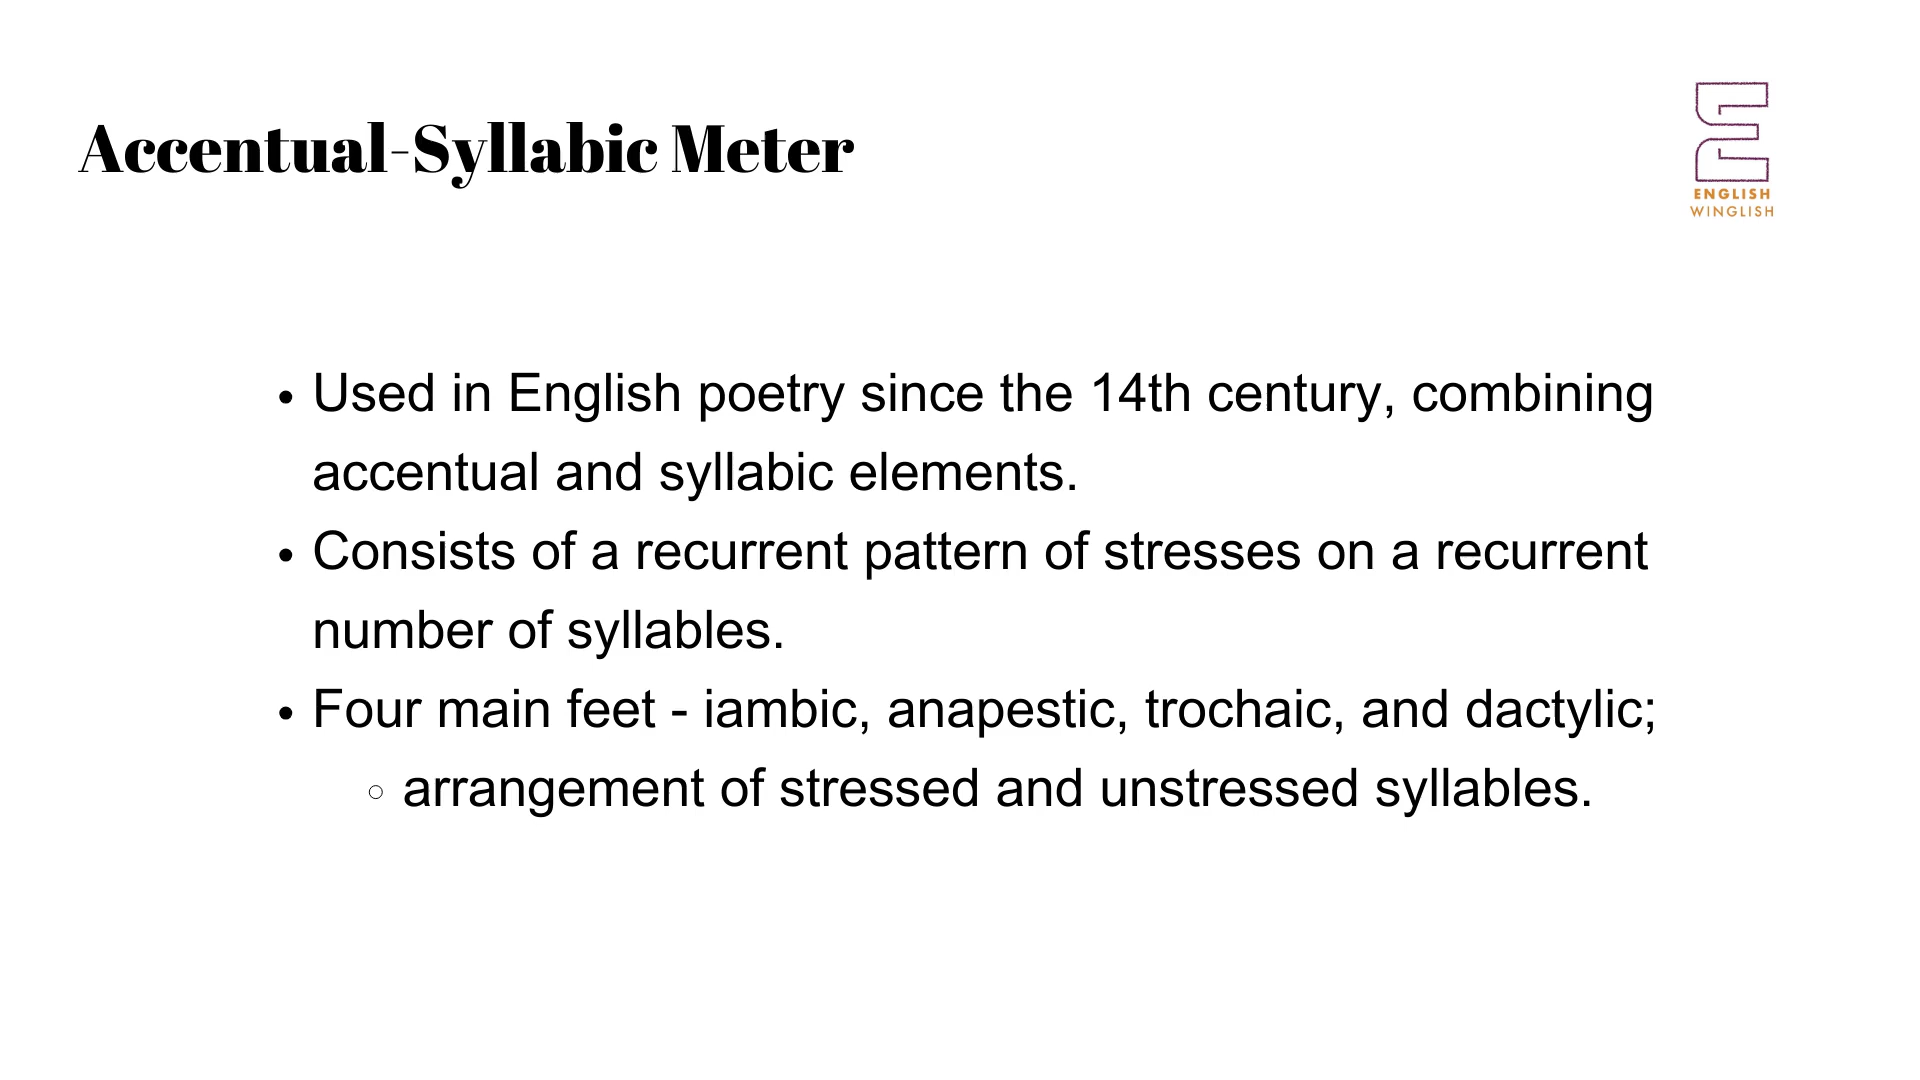 Accentual-Syllabic Meter
ENGLISH
WINGLISH
• Used in English poetry since the 14th century, combining
accentual and syllabic elements.
• Consists of a recurrent pattern of stresses on a recurrent
number of syllables.
• Four main feet - iambic, anapestic, trochaic, and dactylic;
◦ arrangement of stressed and unstressed syllables.